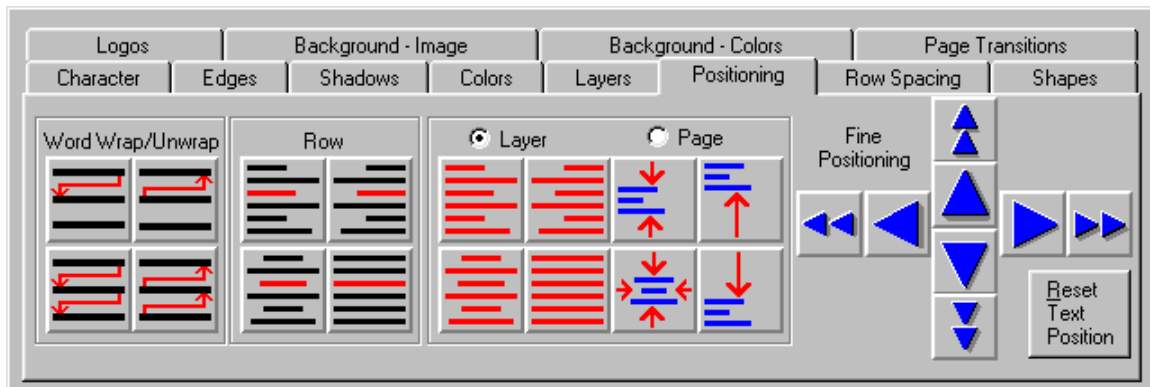 Logos Background - Image Background - Colors Page Transitions
Character Edges Shadows Colors Layers Positioning Row Spacing Shapes
Word Wrap/Unwrap Row Layer Page Fine
Positioning
Reset
Text
Position